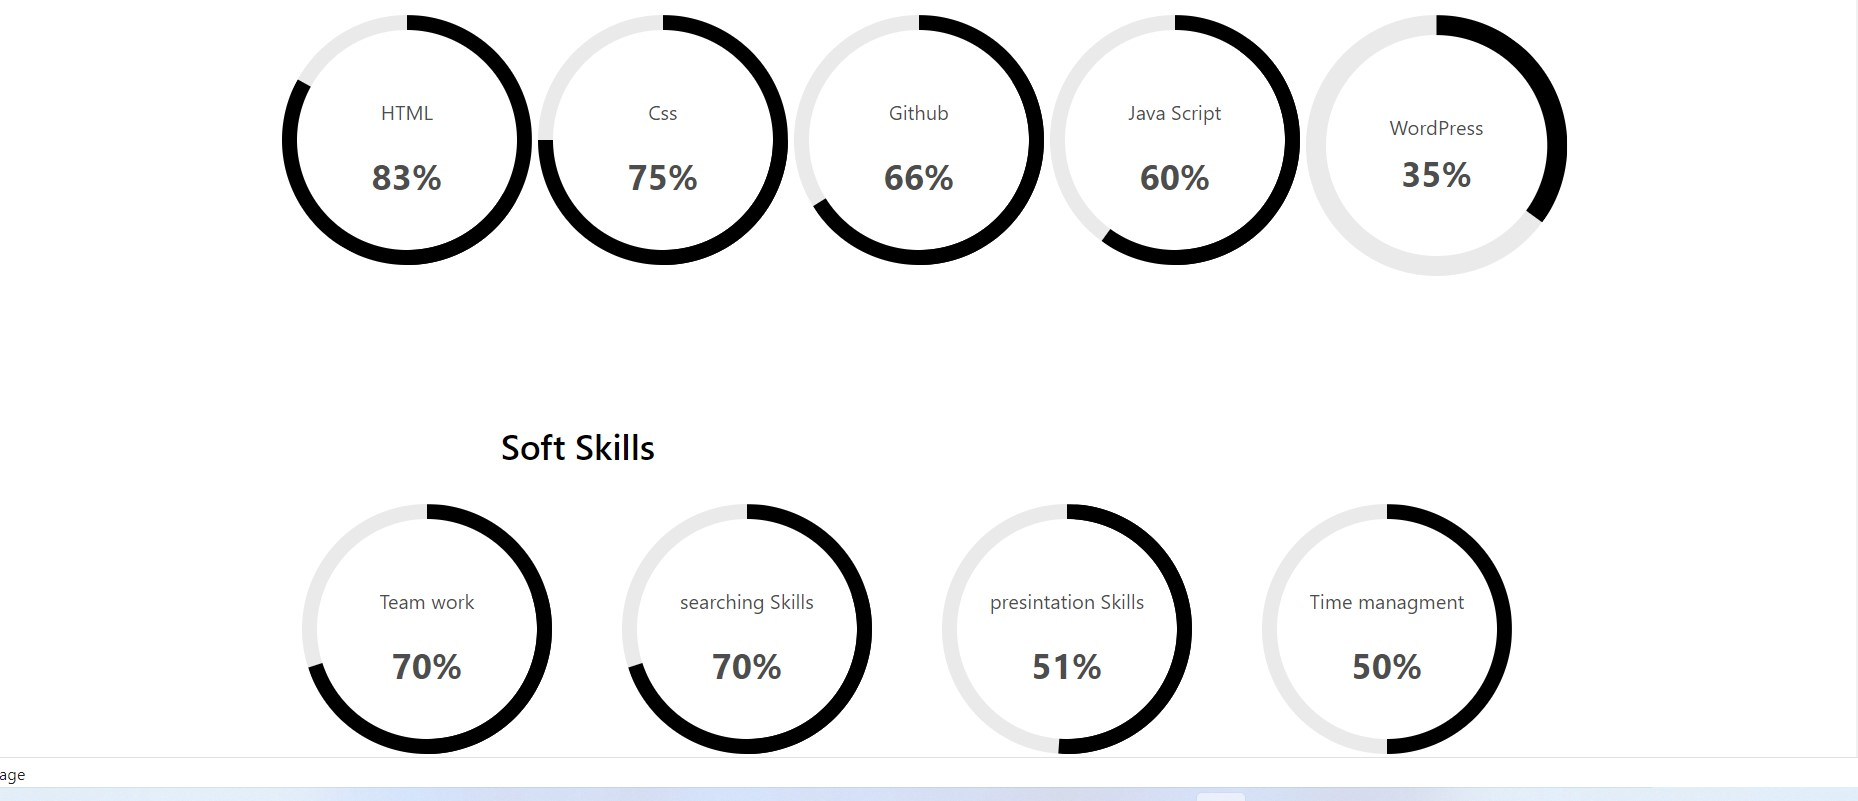 HTML
83%
Css
75%
Github
66%
Java Script
60%
WordPress
35%
Soft Skills
Team work
70%
searching Skills
70%
presintation Skills
51%
Time managment
50%
age